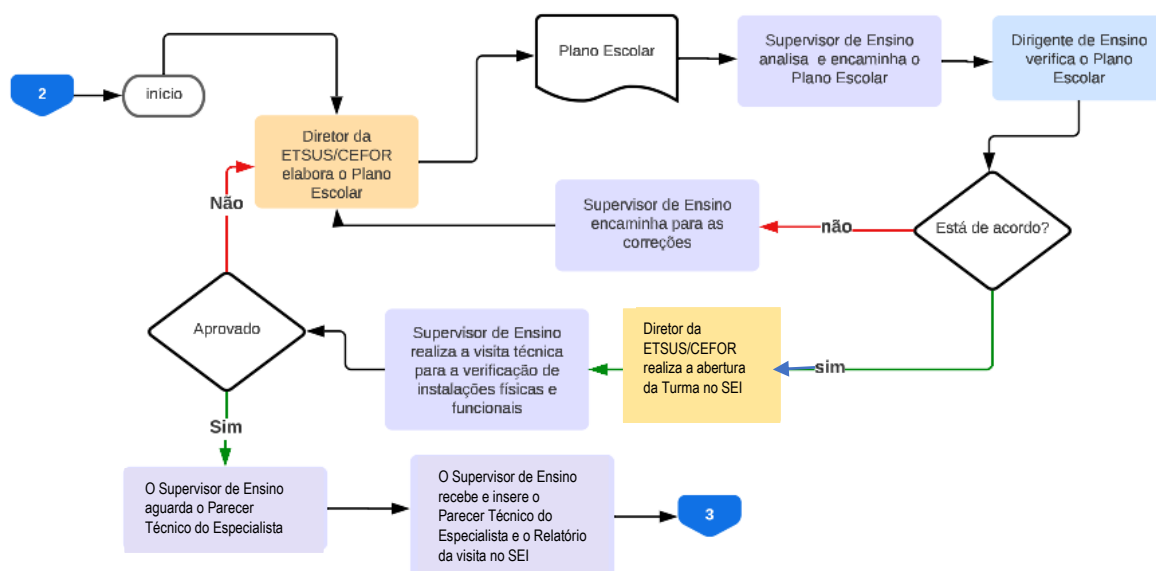 2
início
Diretor da
ETSUS/CEFOR
elabora o Plano
Escolar
Plano Escolar
Supervisor de Ensino
analisa e encaminha o
Plano Escolar
Dirigente de Ensino
verifica o Plano
Escolar
Está de acordo?
não
Supervisor de Ensino
encaminha para as
correções
Não
sim
Diretor da
ETSUS/CEFOR
realiza a abertura
da Turma no SEI
Supervisor de Ensino
realiza a visita técnica
para a verificação de
instalações físicas e
funcionais
Aprovado
Sim
O Supervisor de Ensino
aguarda o Parecer
Técnico do Especialista
O Supervisor de Ensino
recebe e insere o
Parecer Técnico do
Especialista e o Relatório
da visita no SEI
3